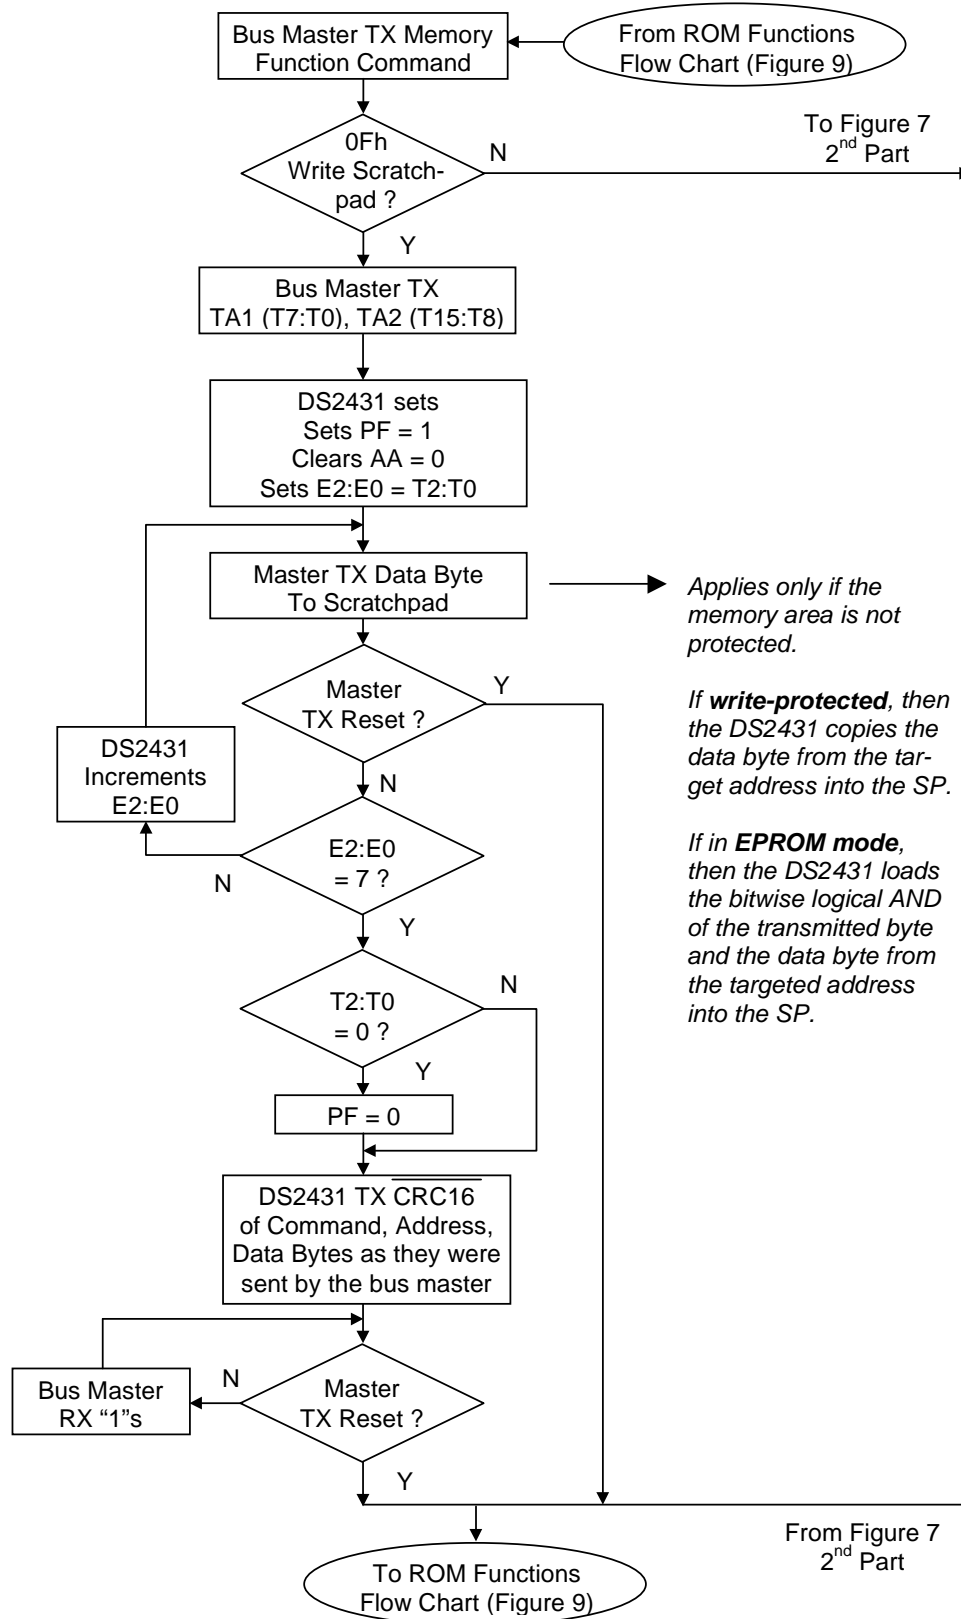 Bus Master TX Memory
Function Command
From ROM Functions
Flow Chart (Figure 9)
To Figure 7
2nd Part
0Fh
Write Scratch-
pad ?
N
Y
Bus Master TX
TA1 (T7:T0), TA2 (T15:T8)
DS2431 sets
Sets PF = 1
Clears AA = 0
Sets E2:E0 = T2:T0
Master TX Data Byte
To Scratchpad
Applies only if the
memory area is not
protected.
If write-protected, then
the DS2431 copies the
data byte from the tar-
get address into the SP.
If in EPROM mode,
then the DS2431 loads
the bitwise logical AND
of the transmitted byte
and the data byte from
the targeted address
into the SP.
Master
TX Reset ?
Y
N
DS2431
Increments
E2:E0
E2:E0
= 7 ?
N
Y
T2:T0
= 0 ?
N
Y
PF = 0
DS2431 TX CRC16
of Command, Address,
Data Bytes as they were
sent by the bus master
Master
TX Reset ?
N
Bus Master
RX “1”s
Y
From Figure 7
2nd Part
To ROM Functions
Flow Chart (Figure 9)